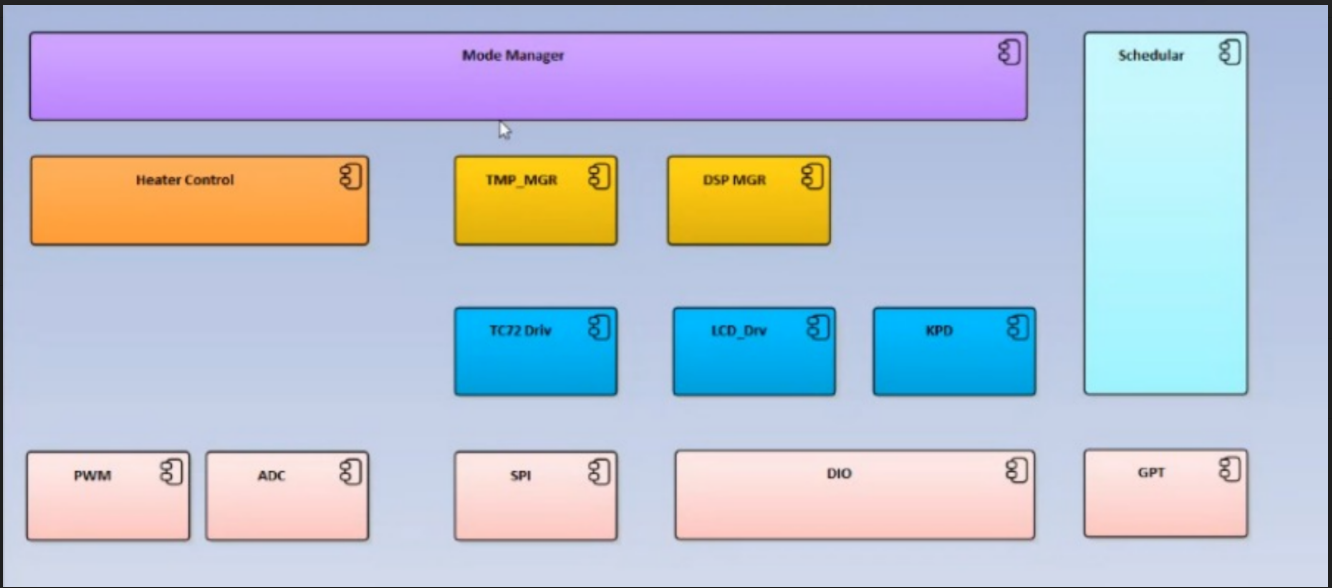 Mode Manager
Schedular
Heater Control
TMP_MGR
DSP MGR
TC72 Driv
LCD_Drv
KPD
PWM
ADC
SPI
DIO
GPT